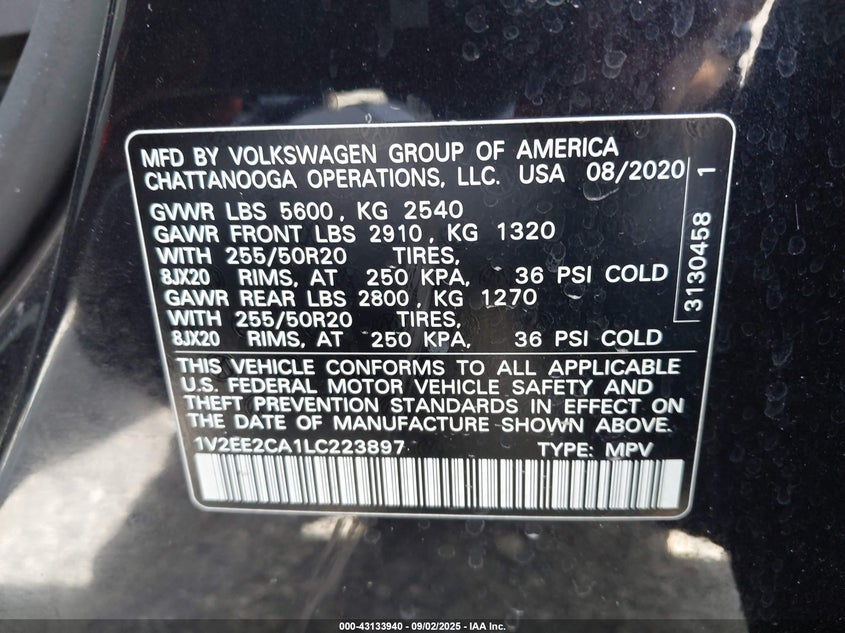 MFD BY VOLKSWAGEN GROUP OF AMERICA
CHATTANOOGA OPERATIONS, LLC. USA 08/2020
GVWR LBS 5600, KG 2540
GAWR FRONT LBS 2910, KG 1320
WITH 255/50R20 TIRES,
8JX20 RIMS, AT 250 KPA, 36 PSI COLD
GAWR REAR LBS 2800, KG 1270
WITH 255/50R20 TIRES,
8JX20 RIMS, AT 250 KPA, 36 PSI COLD
THIS VEHICLE CONFORMS TO ALL APPLICABLE
U.S. FEDERAL MOTOR VEHICLE SAFETY AND
THEFT PREVENTION STANDARDS IN EFFECT ON
THE DATE OF MANUFACTURE SHOWN ABOVE.
1V2EE2CA1LC223897 TYPE: MPV
3130458 1
000-43133940 - 09/02/2025 - IAA Inc.